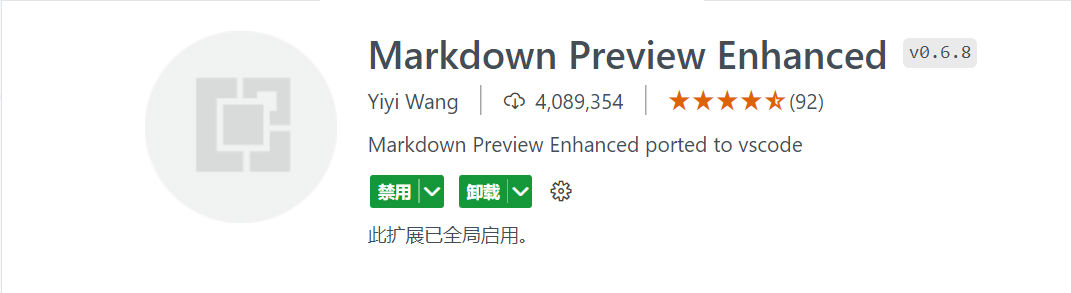 Markdown Preview Enhanced v0.6.8
Yiyi Wang 4,089,354 (92)
Markdown Preview Enhanced ported to vscode
禁用 卸载
此扩展已全局启用。